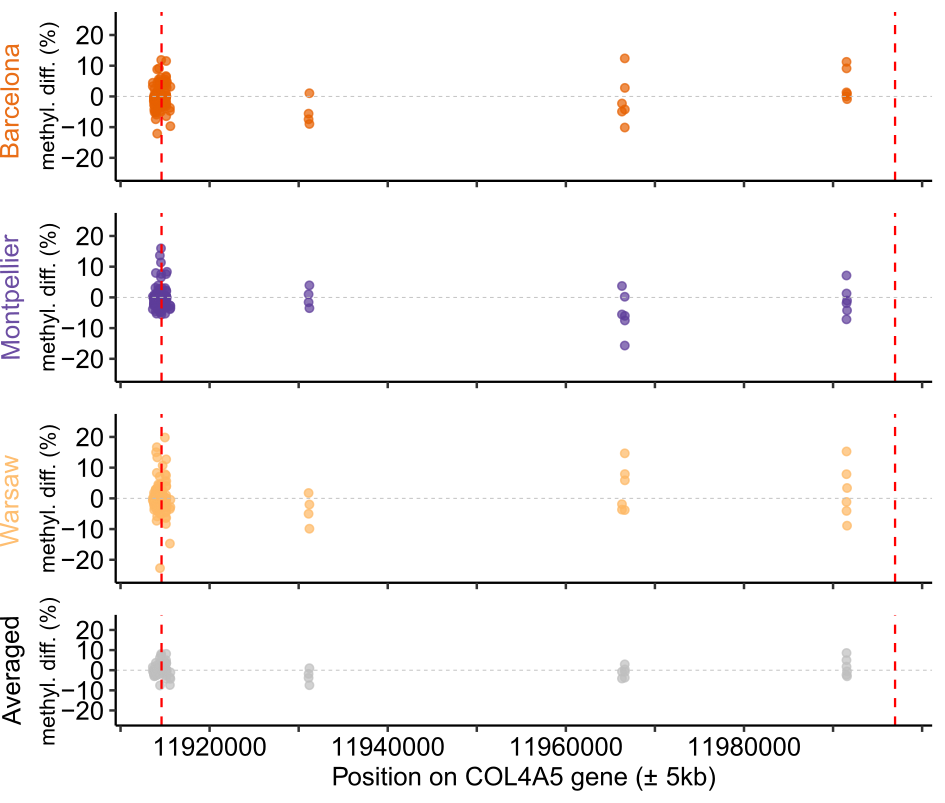 Barcelona
methyl. diff. (%)
20
10
0
−10
−20
Montpellier
methyl. diff. (%)
20
10
0
−10
−20
Warsaw
methyl. diff. (%)
20
10
0
−10
−20
Averaged
methyl. diff. (%)
20
10
0
−10
−20
11920000 11940000 11960000 11980000
Position on COL4A5 gene (± 5kb)